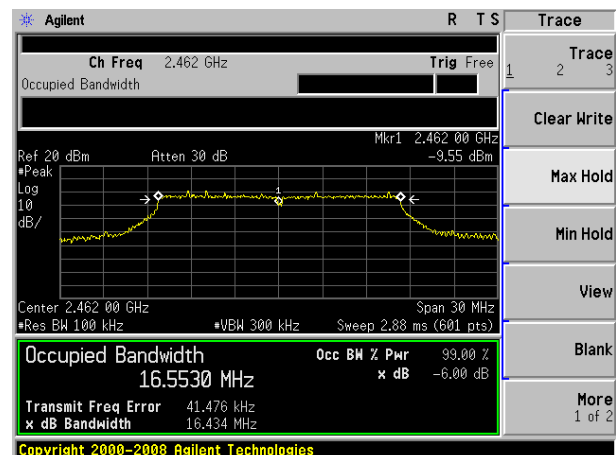 Agilent R T S Trace
Ch Freq 2.462 GHz Trig Free
Occupied Bandwidth
Trace
1 2 3
Clear Write
Max Hold
Min Hold
View
Blank
More
1 of 2
Mkr1 2.462 00 GHz
Ref 20 dBm Atten 30 dB -9.55 dBm
#Peak
Log
10
dB/
1
Center 2.462 00 GHz Span 30 MHz
#Res BW 100 kHz #VBW 300 kHz Sweep 2.88 ms (601 pts)
Occupied Bandwidth Occ BW % Pwr 99.00 %
16.5530 MHz x dB -6.00 dB
Transmit Freq Error 41.476 kHz
x dB Bandwidth 16.434 MHz
Copyright 2000-2008 Agilent Technologies